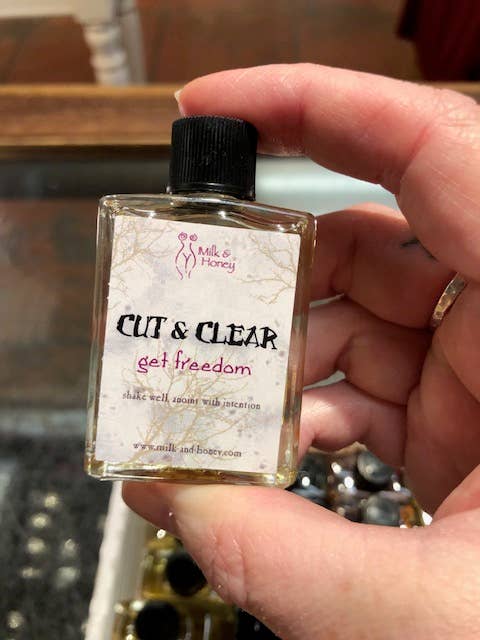 Milk &
Honey
CUT & CLEAR
get freedom
shake well, anoint with intention
www.milk-and-honey.com